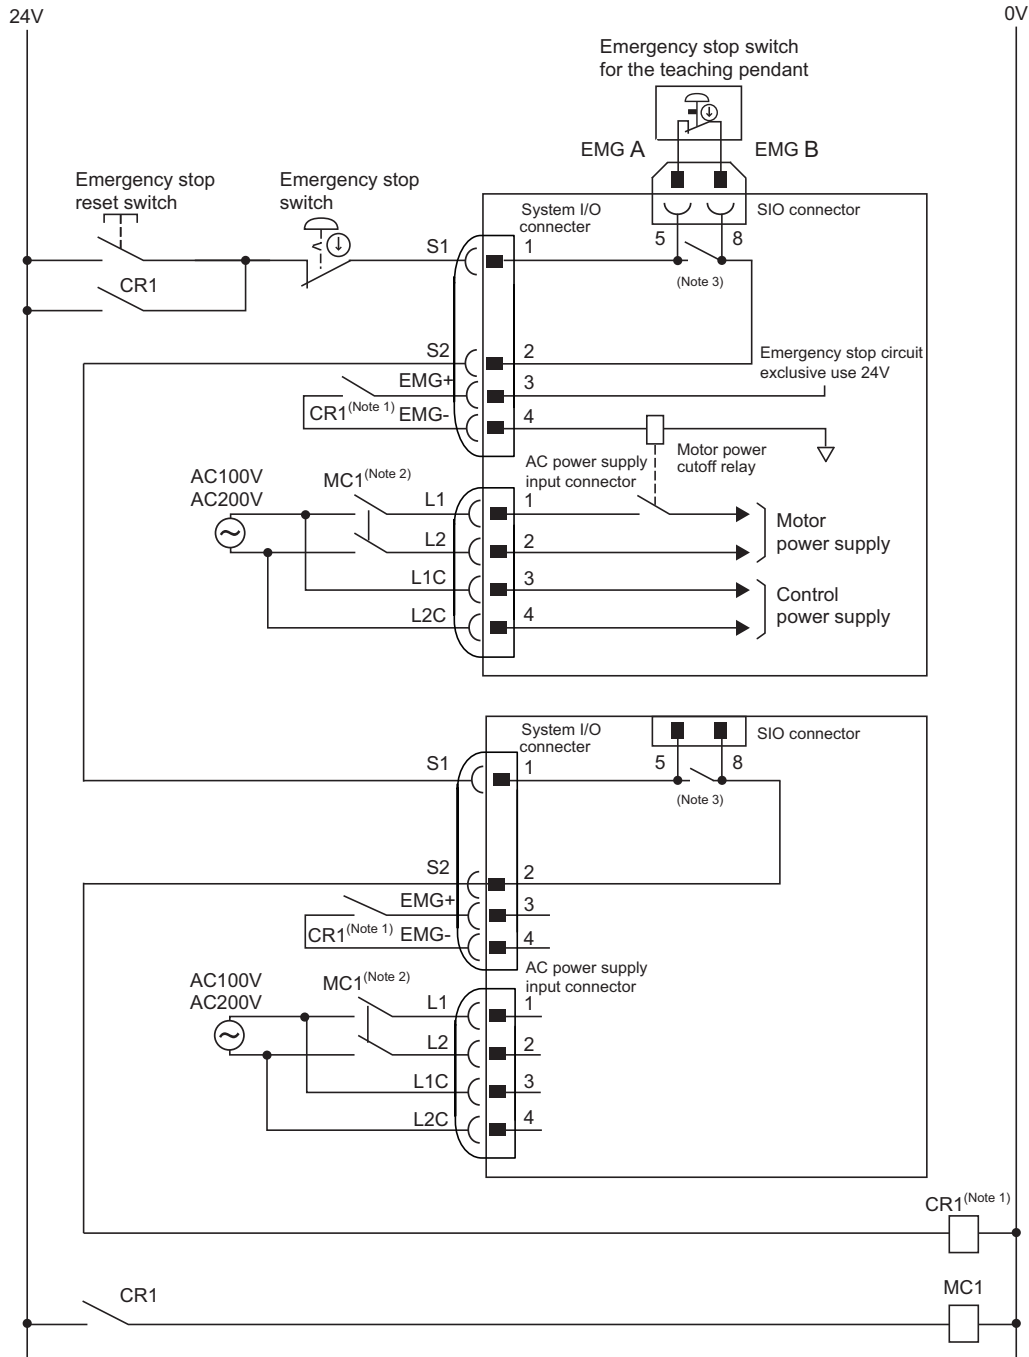 24V
0V
Emergency stop switch
for the teaching pendant
EMG A
EMG B
Emergency stop
reset switch
Emergency stop
switch
System I/O
connecter
SIO connector
S1
1
5
8
(Note 3)
CR1
S2
2
Emergency stop circuit
exclusive use 24V
EMG+
3
CR1(Note 1)
EMG-
4
Motor power
cutoff relay
AC power supply
input connector
AC100V
AC200V
MC1(Note 2)
L1
1
L2
2
Motor
power supply
L1C
3
Control
power supply
L2C
4
System I/O
connecter
SIO connector
S1
1
5
8
(Note 3)
S2
2
EMG+
3
CR1(Note 1)
EMG-
4
AC power supply
input connector
AC100V
AC200V
MC1(Note 2)
L1
1
L2
2
L1C
3
L2C
4
CR1(Note 1)
CR1
MC1